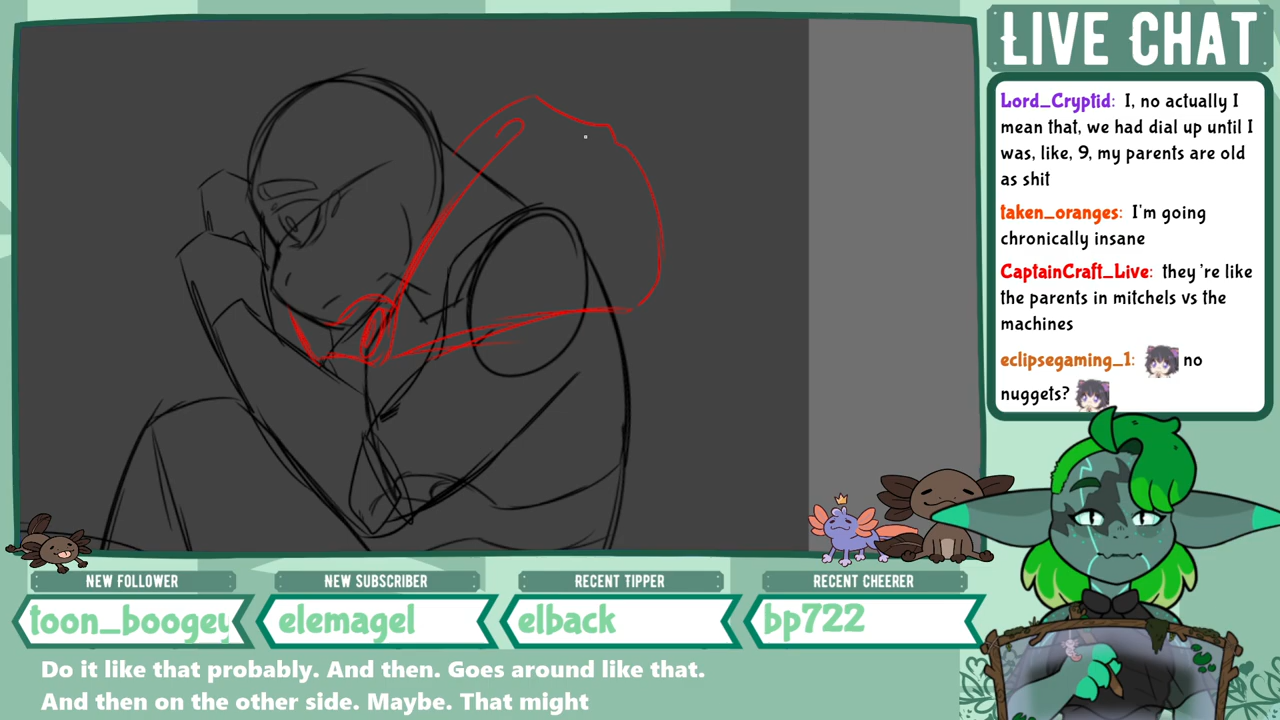 LIVE CHAT
Lord_Cryptid: I, no actually I
mean that, we had dial up until I
was, like, 9, my parents are old
as shit
taken_oranges: I'm going
chronically insane
CaptainCraft_Live: they're like
the parents in mitchels vs the
machines
eclipsegaming_1: no
nuggets?
NEW FOLLOWER
NEW SUBSCRIBER
RECENT TIPPER
RECENT CHEERER
toon_boogey
elemagel
elback
bp722
Do it like that probably. And then. Goes around like that.
And then on the other side. Maybe. That might